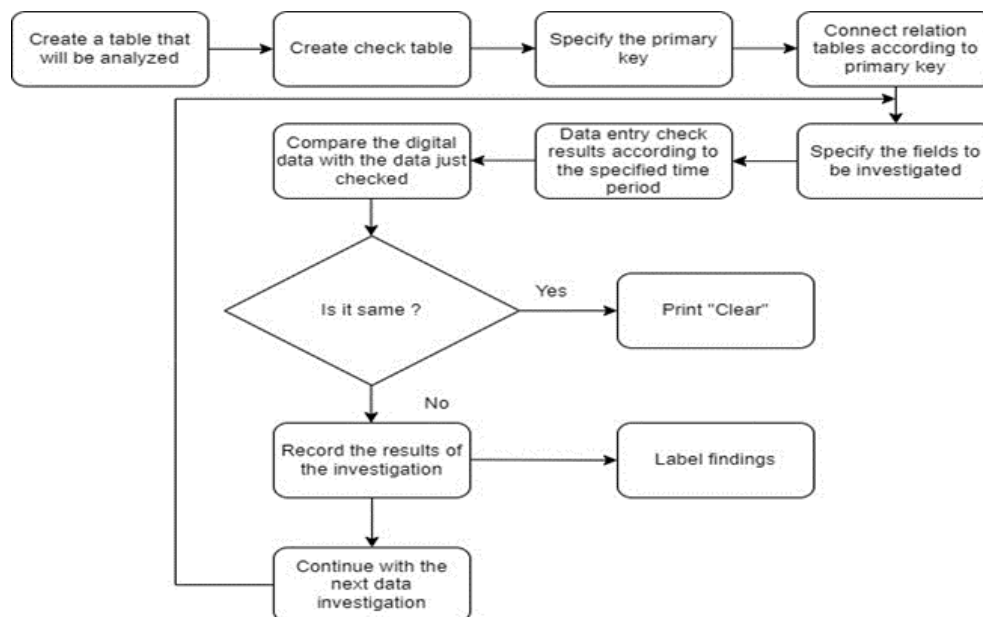 Create a table that
will be analyzed
Create check table
Specify the primary
key
Connect relation
tables according to
primary key
Specify the fields to
be investigated
Data entry check
results according to
the specified time
period
Compare the digital
data with the data just
checked
Is it same ?
Yes
Print "Clear"
No
Record the results of
the investigation
Label findings
Continue with the
next data
investigation